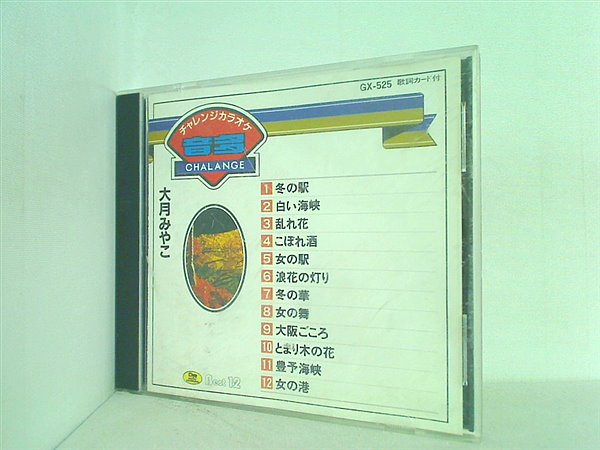 GX-525 歌詞カード付
チャレンジカラオケ
音多
CHALANGE
大月みやこ
1 冬の駅
2 白い海峡
3 乱れ花
4 こぼれ酒
5 女の駅
6 浪花の灯り
7 冬の華
8 女の舞
9 大阪ごころ
10 とまり木の花
11 豊予海峡
12 女の港
Best 12